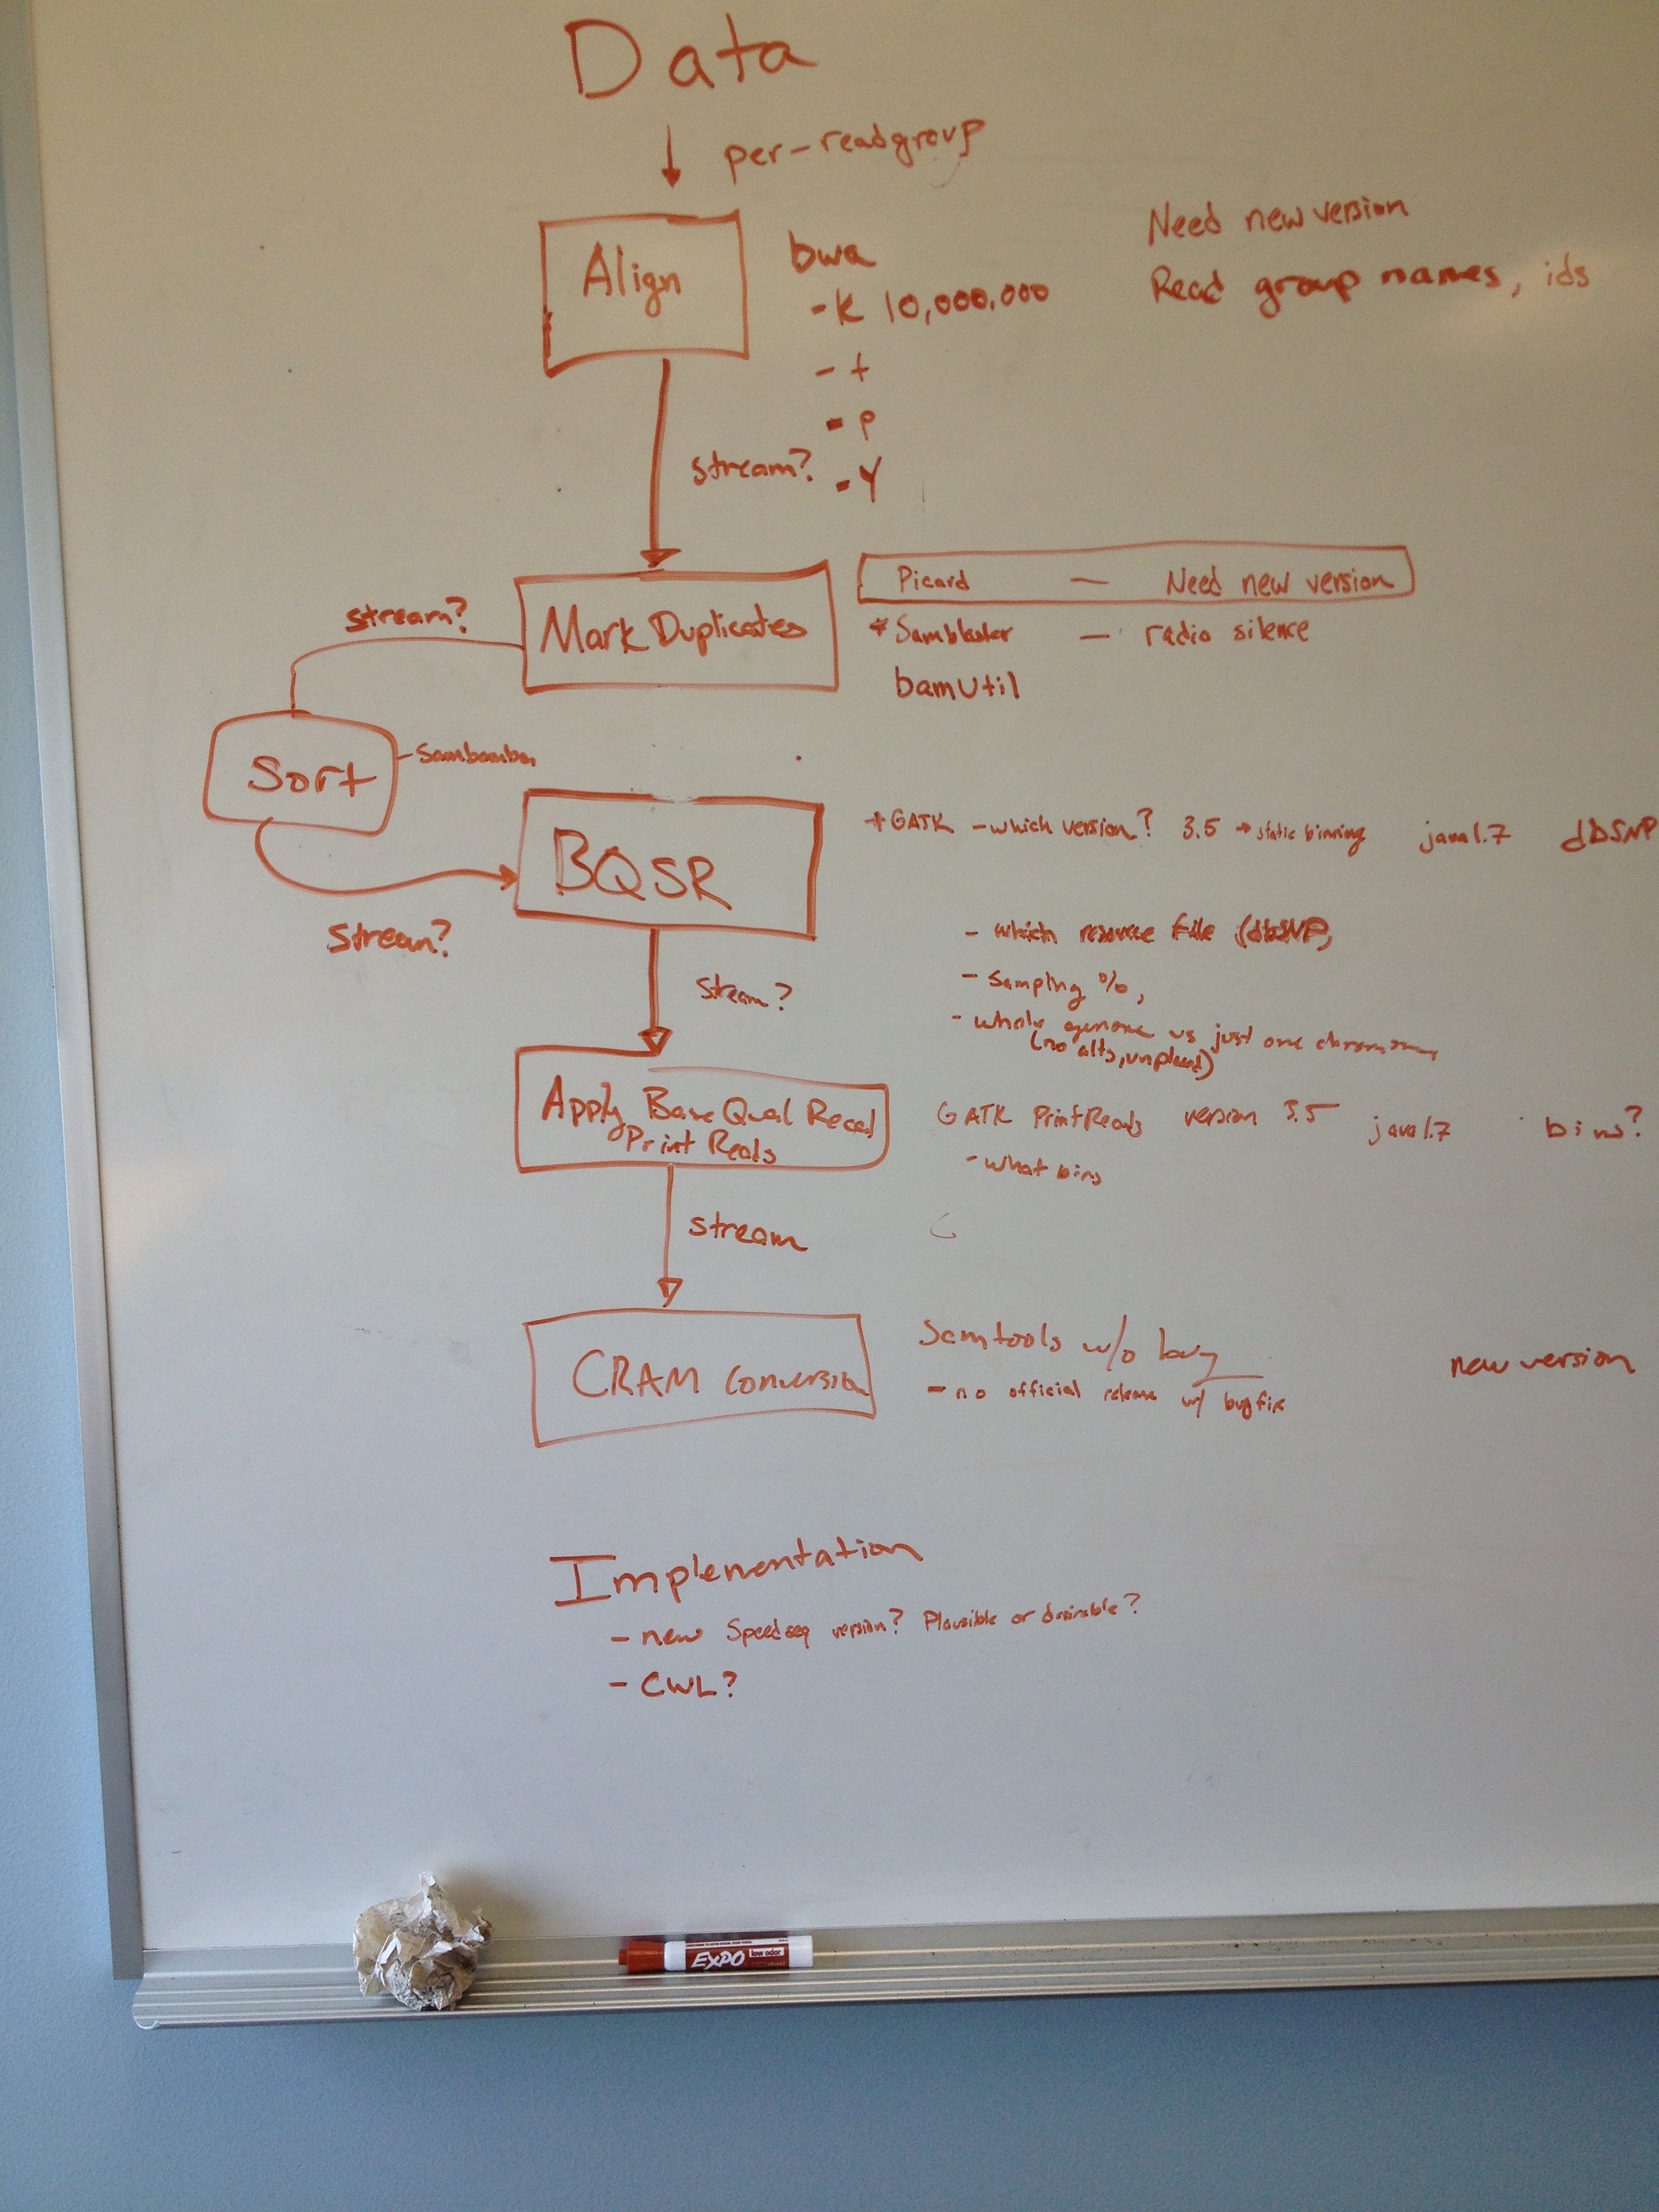 Data
per-readgroup
Align
bwa
-K 10,000,000
- t
- p
- Y
Need new version
Read group names, ids
stream?
Mark Duplicates
Picard — Need new version
* Samblaster — radio silence
bamUtil
stream?
Sort
- Sambamba
stream?
BQSR
+ GATK - which version? 3.5 → static binning java 1.7 dbSNP
- which resource file (dbSNP)
- Sampling %,
- whole genome vs just one chromosome
(no alts, unplaced)
stream?
Apply Base Qual Recal
Print Reads
GATK PrintReads version 3.5 java 1.7 bins?
- what bins
stream
CRAM Conversion
Samtools w/o bug
- no official release w/ bugfix
new version
Implementation
- new Speedseq version? Plausible or desirable?
- CWL?
EXPO low odor